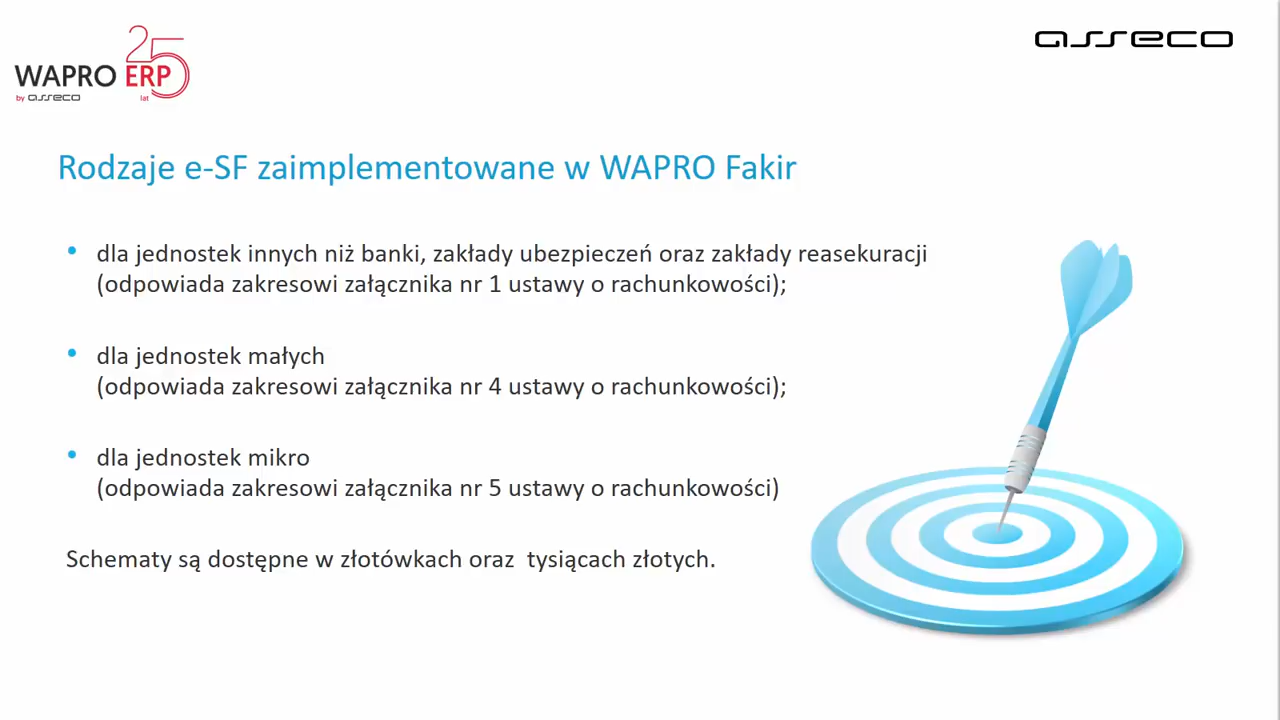 25
WAPRO ERP
by asseco lat
asseco
Rodzaje e-SF zaimplementowane w WAPRO Fakir
• dla jednostek innych niż banki, zakłady ubezpieczeń oraz zakłady reasekuracji
(odpowiada zakresowi załącznika nr 1 ustawy o rachunkowości);
• dla jednostek małych
(odpowiada zakresowi załącznika nr 4 ustawy o rachunkowości);
• dla jednostek mikro
(odpowiada zakresowi załącznika nr 5 ustawy o rachunkowości)
Schematy są dostępne w złotówkach oraz  tysiącach złotych.